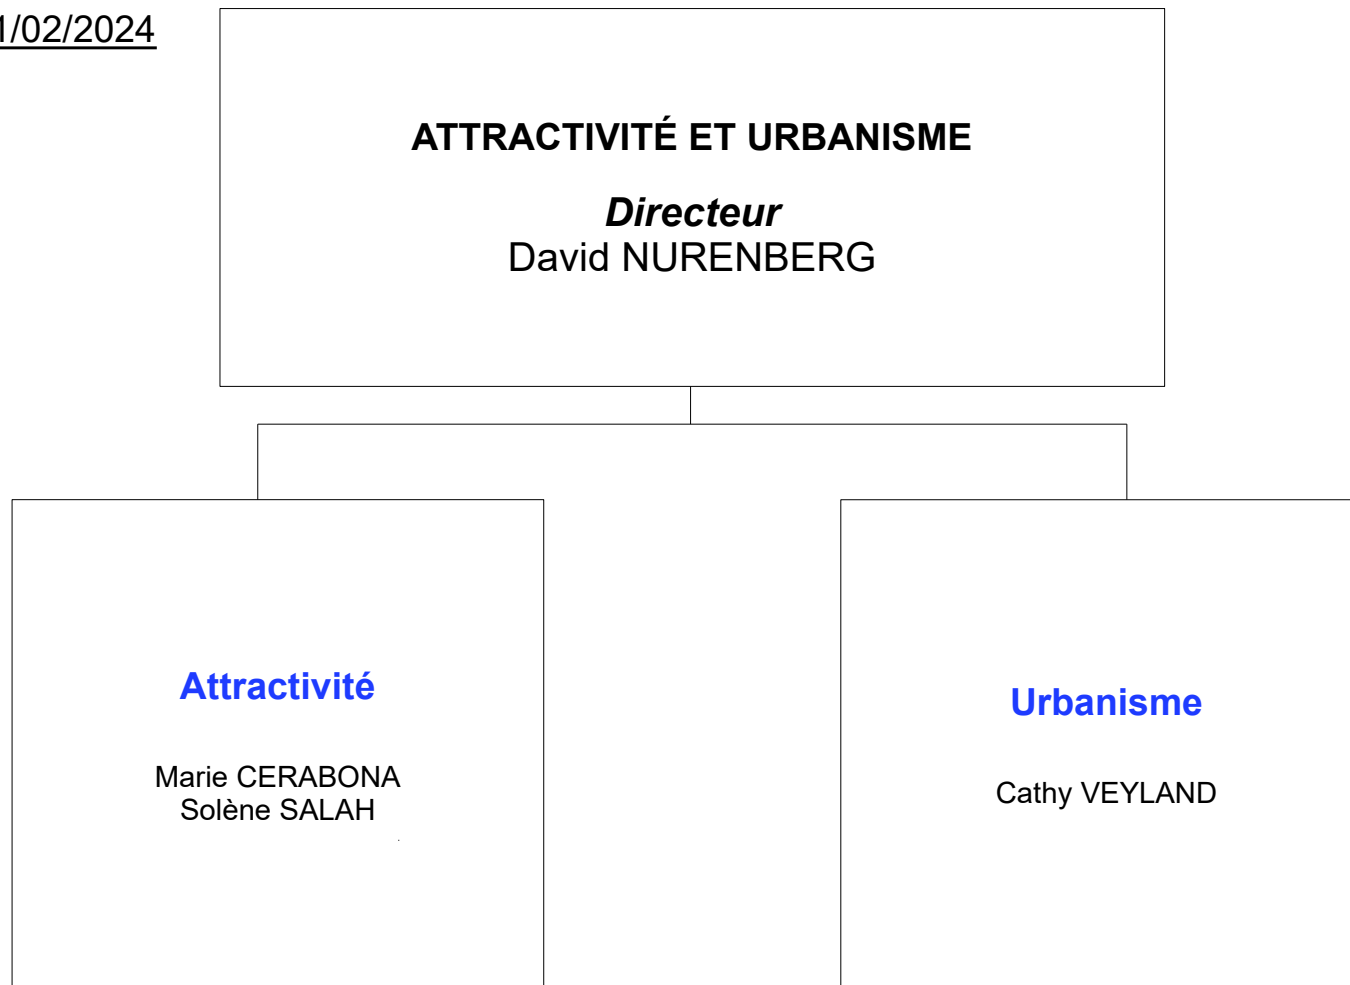 1/02/2024
ATTRACTIVITÉ ET URBANISME
Directeur
David NURENBERG
Attractivité
Marie CERABONA
Solène SALAH
Urbanisme
Cathy VEYLAND